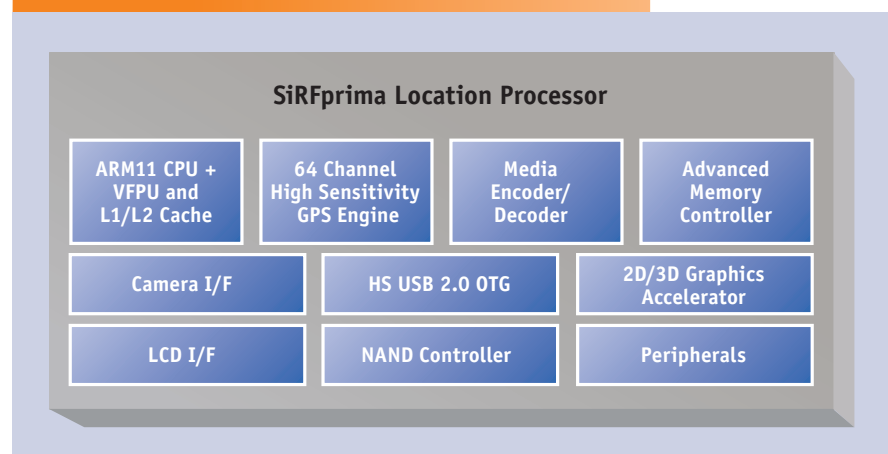 SiRFprima Location Processor
ARM11 CPU +
VFPU and
L1/L2 Cache
64 Channel
High Sensitivity
GPS Engine
Media
Encoder/
Decoder
Advanced
Memory
Controller
Camera I/F
HS USB 2.0 OTG
2D/3D Graphics
Accelerator
LCD I/F
NAND Controller
Peripherals